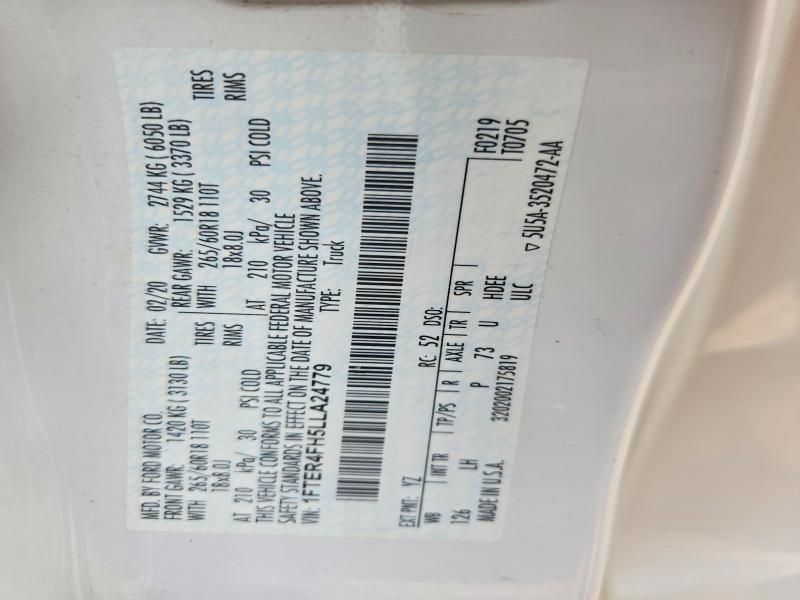 MFD. BY FORD MOTOR CO.
DATE: 02/20 GVWR: 2744 KG ( 6050 LB)
FRONT GAWR: 1420 KG ( 3130 LB) REAR GAWR: 1529 KG ( 3370 LB)
WITH 265/60R18 110T TIRES WITH 265/60R18 110T TIRES
18x8.0J RIMS 18x8.0J RIMS
AT 210 kPa/ 30 PSI COLD AT 210 kPa/ 30 PSI COLD
THIS VEHICLE CONFORMS TO ALL APPLICABLE FEDERAL MOTOR VEHICLE
SAFETY STANDARDS IN EFFECT ON THE DATE OF MANUFACTURE SHOWN ABOVE.
VIN: 1FTER4FH5LLA24779 TYPE: Truck
EXT PNT: YZ RC: 52 DSO: F0219
WB INT TR TP/PS R AXLE TR SPR T0705
126 LH P 73 U HDEE
MADE IN U.S.A. 3202002175819 ULC
▽ 5U5A-3520472-AA